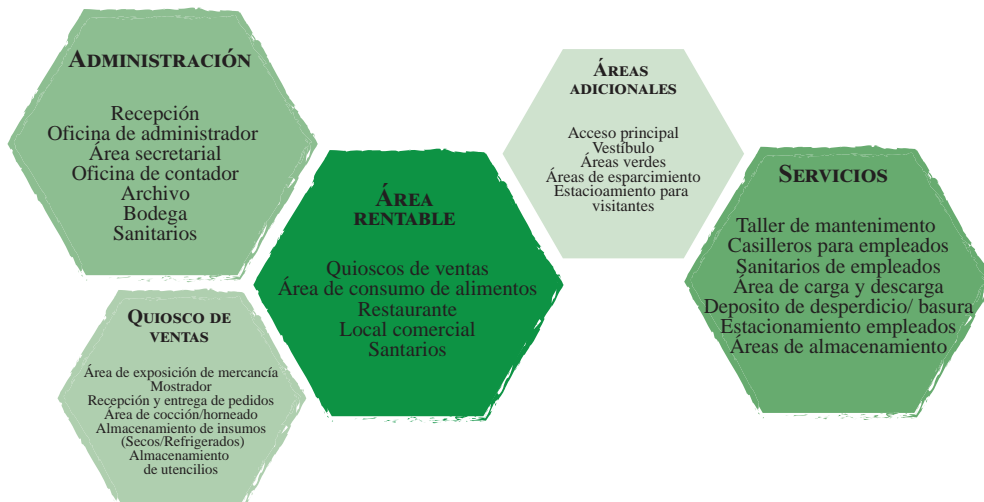 ADMINISTRACIÓN
Recepción
Oficina de administrador
Área secretarial
Oficina de contador
Archivo
Bodega
Sanitarios
QUIOSCO DE
VENTAS
Área de exposición de mercancía
Mostrador
Recepción y entrega de pedidos
Área de cocción/horneado
Almacenamiento de insumos
(Secos/Refrigerados)
Almacenamiento
de utencilios
ÁREA
RENTABLE
Quioscos de ventas
Área de consumo de alimentos
Restaurante
Local comercial
Santarios
ÁREAS
ADICIONALES
Acceso principal
Vestíbulo
Áreas verdes
Áreas de esparcimiento
Estacioamiento para
visitantes
SERVICIOS
Taller de mantenimento
Casilleros para empleados
Sanitarios de empleados
Área de carga y descarga
Deposito de desperdicio/ basura
Estacionamiento empleados
Áreas de almacenamiento